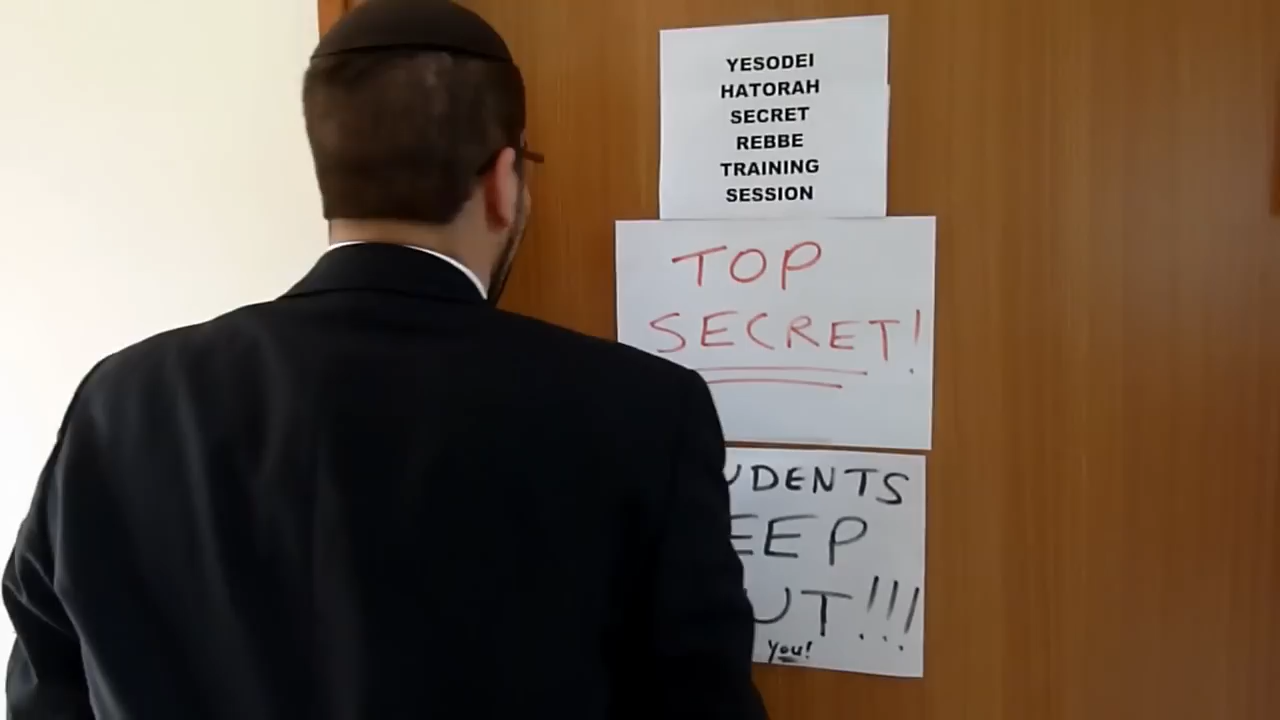 YESODEI
HATORAH
SECRET
REBBE
TRAINING
SESSION
TOP
SECRET!
UDENTS
EEP
UT!!!
you!